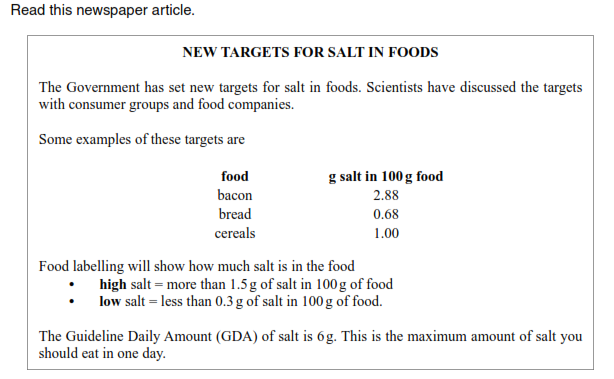 Read this newspaper article.
NEW TARGETS FOR SALT IN FOODS
The Government has set new targets for salt in foods. Scientists have discussed the targets
with consumer groups and food companies.
Some examples of these targets are
food g salt in 100 g food
bacon 2.88
bread 0.68
cereals 1.00
Food labelling will show how much salt is in the food
• high salt = more than 1.5 g of salt in 100 g of food
• low salt = less than 0.3 g of salt in 100 g of food.
The Guideline Daily Amount (GDA) of salt is 6 g. This is the maximum amount of salt you
should eat in one day.